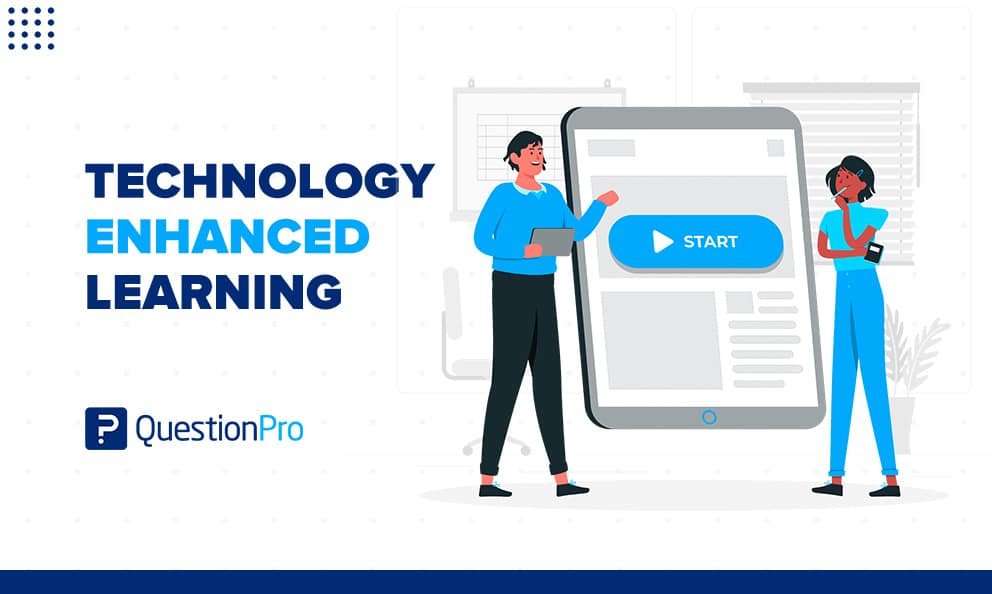 TECHNOLOGY
ENHANCED
LEARNING
QuestionPro
START